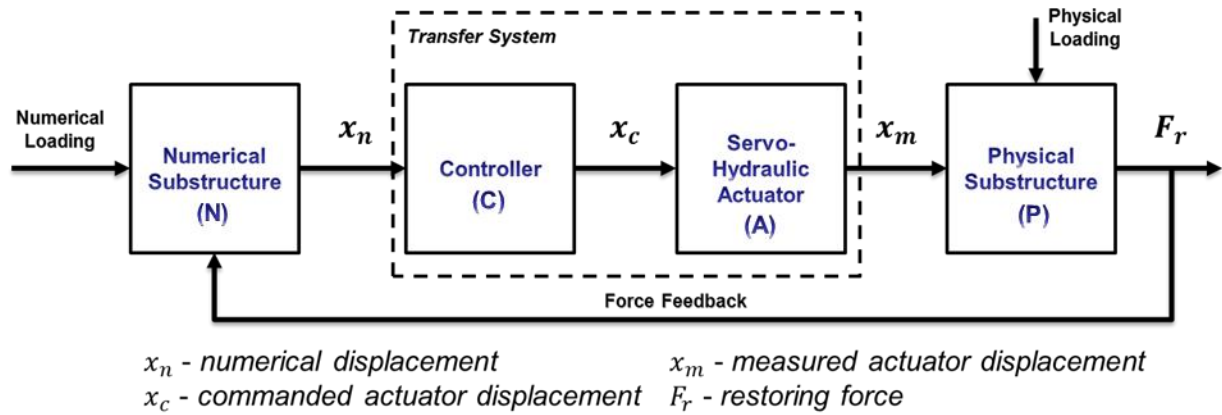 Transfer System
Physical
Loading
Numerical
Loading
x_n
x_c
x_m
F_r
Numerical
Substructure
(N)
Controller
(C)
Servo-
Hydraulic
Actuator
(A)
Physical
Substructure
(P)
Force Feedback
x_n - numerical displacement
x_m - measured actuator displacement
x_c - commanded actuator displacement
F_r - restoring force